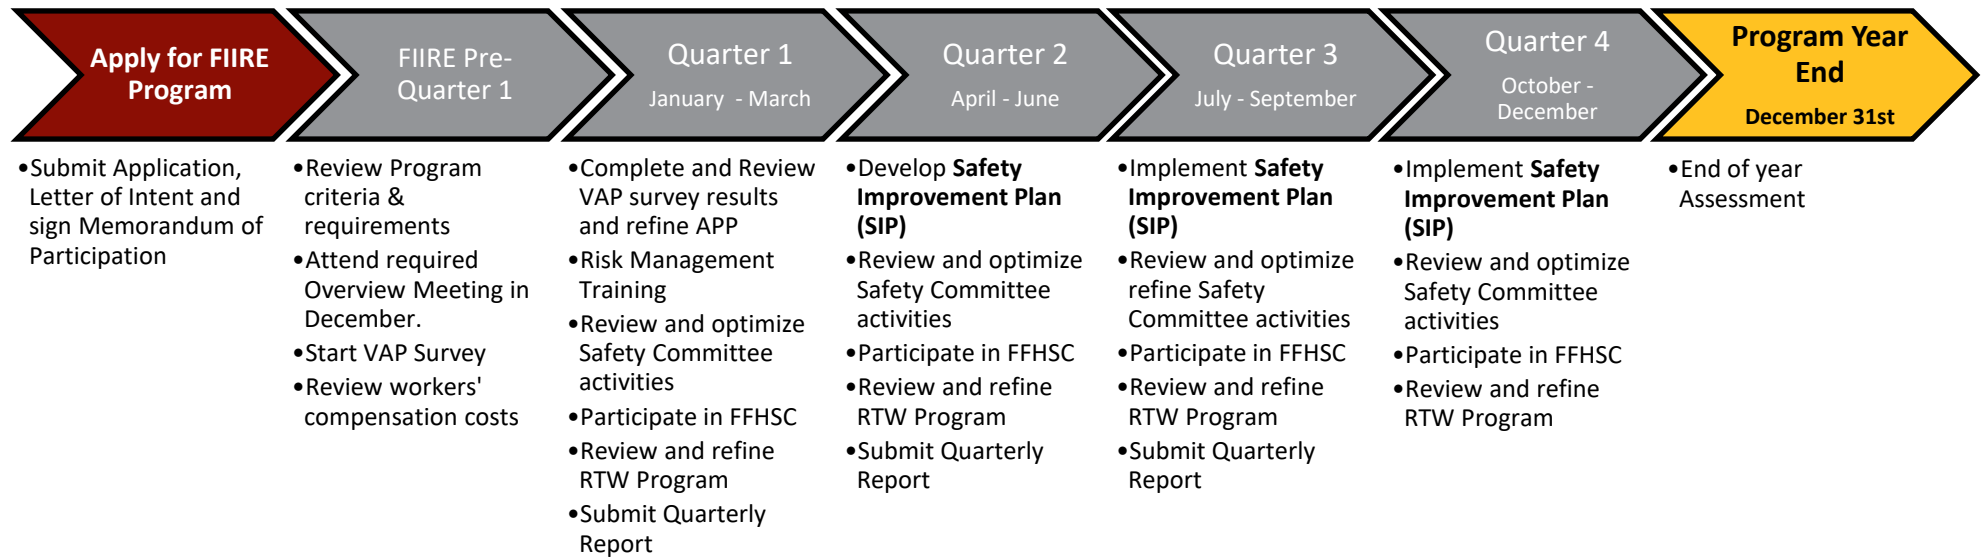 Apply for FIIRE
Program
FIIRE Pre-
Quarter 1
Quarter 1
January  - March
Quarter 2
April - June
Quarter 3
July - September
Quarter 4
October -
December
Program Year
End
December 31st
•Submit Application,
Letter of Intent and
sign Memorandum of
Participation
•Review Program
criteria &
requirements
•Attend required
Overview Meeting in
December.
•Start VAP Survey
•Review workers'
compensation costs
•Complete and Review
VAP survey results
and refine APP
•Risk Management
Training
•Review and optimize
Safety Committee
activities
•Participate in FFHSC
•Review and refine
RTW Program
•Submit Quarterly
Report
•Develop Safety
Improvement Plan
(SIP)
•Review and optimize
Safety Committee
activities
•Participate in FFHSC
•Review and refine
RTW Program
•Submit Quarterly
Report
•Implement Safety
Improvement Plan
(SIP)
•Review and optimize
refine Safety
Committee activities
•Participate in FFHSC
•Review and refine
RTW Program
•Submit Quarterly
Report
•Implement Safety
Improvement Plan
(SIP)
•Review and optimize
Safety Committee
activities
•Participate in FFHSC
•Review and refine
RTW Program
•End of year
Assessment